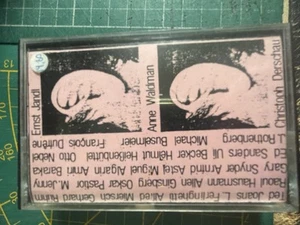 Ernst Jandl
Anne Waldman
Christoph Derschau
Ted Joans L. Ferlinghetti Alfred Miersch Gerhard Rühm
Raoul Hausmann Allen Ginsberg Oskar Pastior M. Jenny
Gary Snyder Arnfrid Astel Miguel Algarin Amiri Baraka
Ed Sanders Uli Becker Helmut Heißenbüttel Otto Nebel
J. Rothenberg Michael Buselmeier François Dufrêne
160
170